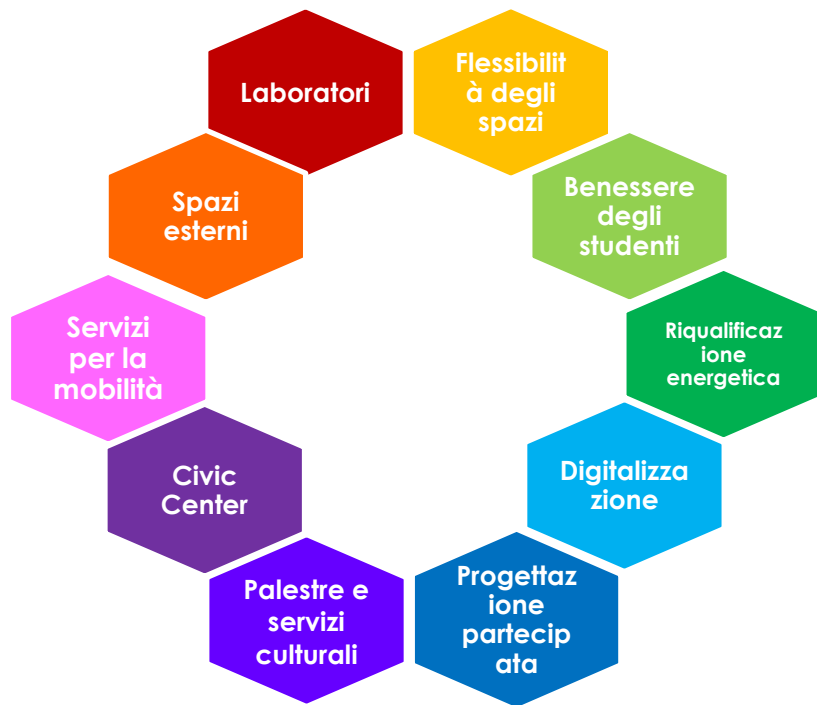 Laboratori
Flessibilit
à degli
spazi
Benessere
degli
studenti
Riqualificaz
ione
energetica
Digitalizza
zione
Progettaz
ione
partecip
ata
Palestre e
servizi
culturali
Civic
Center
Servizi
per la
mobilità
Spazi
esterni